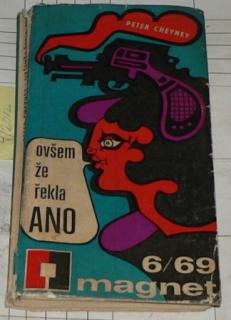 PETER CHEYNEY
ovšem
že
řekla
ANO
6/69
magnet